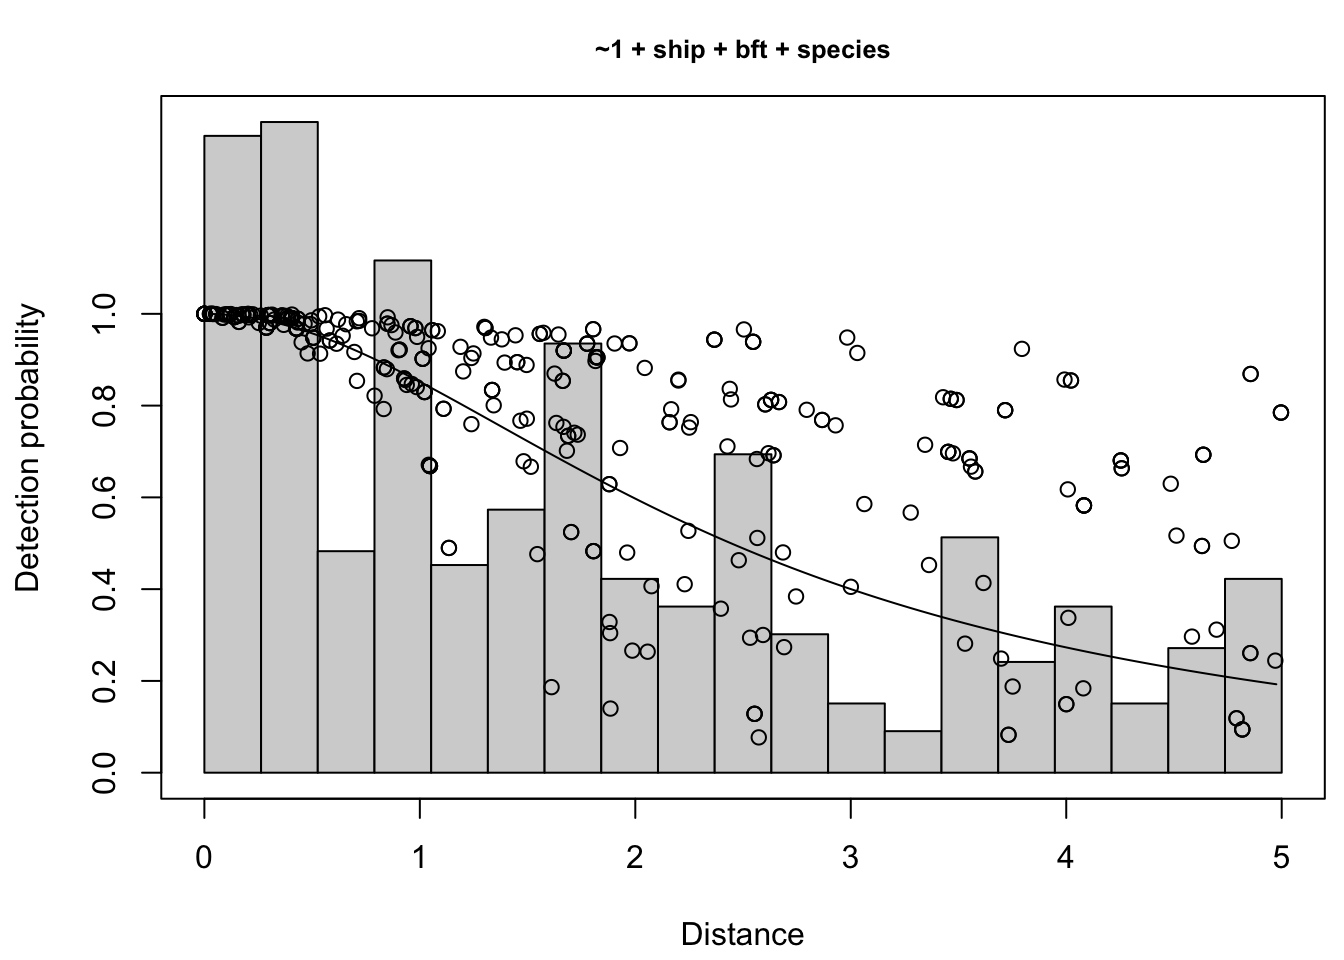 ~1 + ship + bft + species
Detection probability
1.0
0.8
0.6
0.4
0.2
0.0
0 1 2 3 4 5
Distance